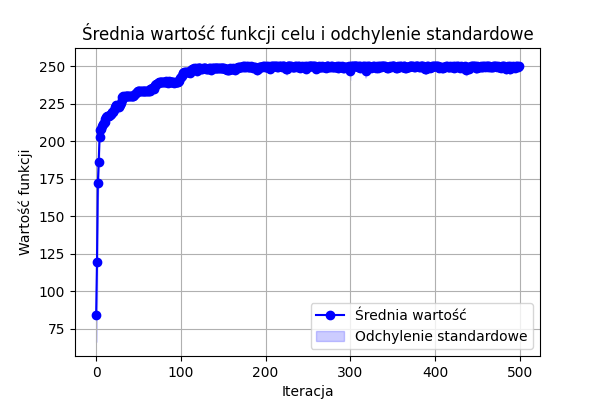 Średnia wartość funkcji celu i odchylenie standardowe
Wartość funkcji
250
225
200
175
150
125
100
75
0
100
200
300
400
500
Iteracja
Średnia wartość
Odchylenie standardowe